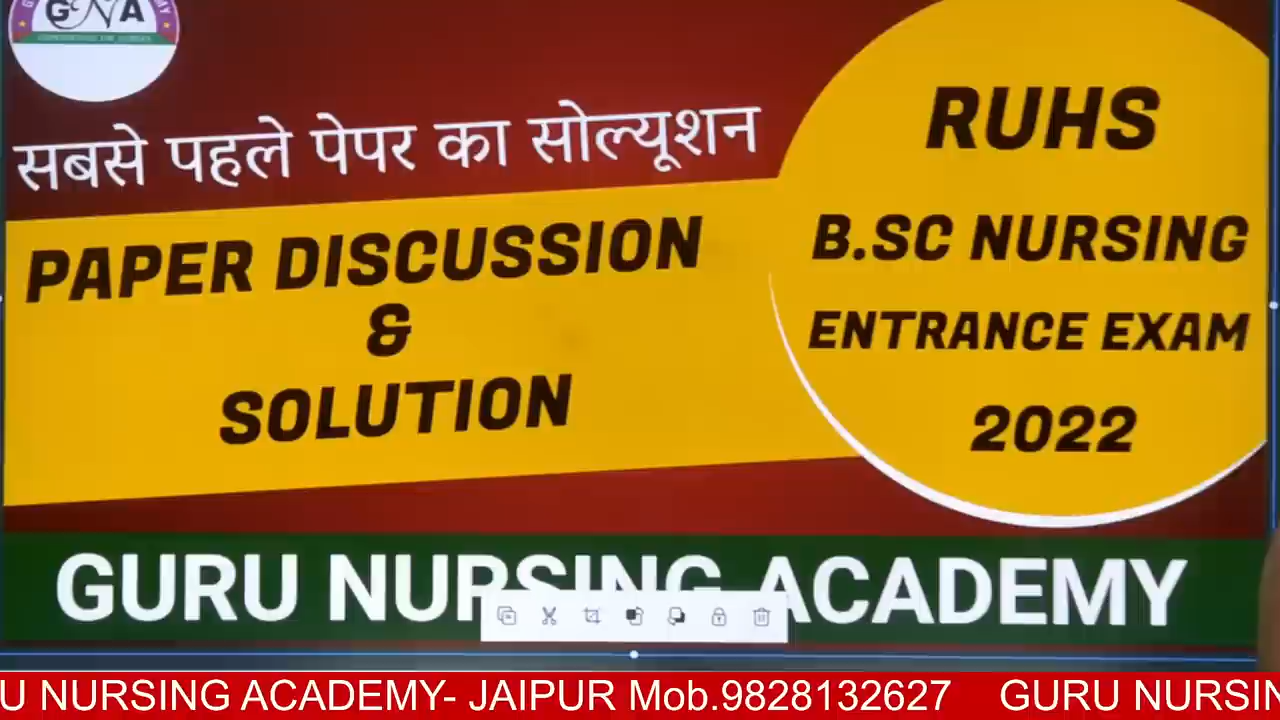 GNA
सबसे पहले पेपर का सोल्यूशन
PAPER DISCUSSION
&
SOLUTION
RUHS
B.SC NURSING
ENTRANCE EXAM
2022
GURU NURSING ACADEMY
U NURSING ACADEMY- JAIPUR Mob.9828132627 GURU NURSIN